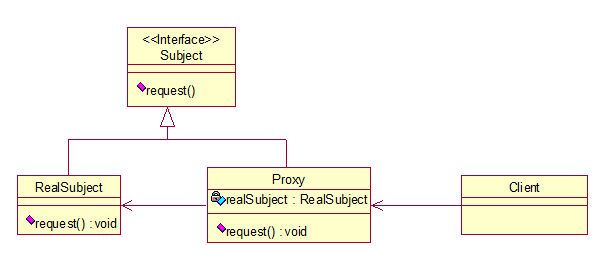 <<Interface>>
Subject
request()
RealSubject
request() : void
Proxy
realSubject : RealSubject
request() : void
Client